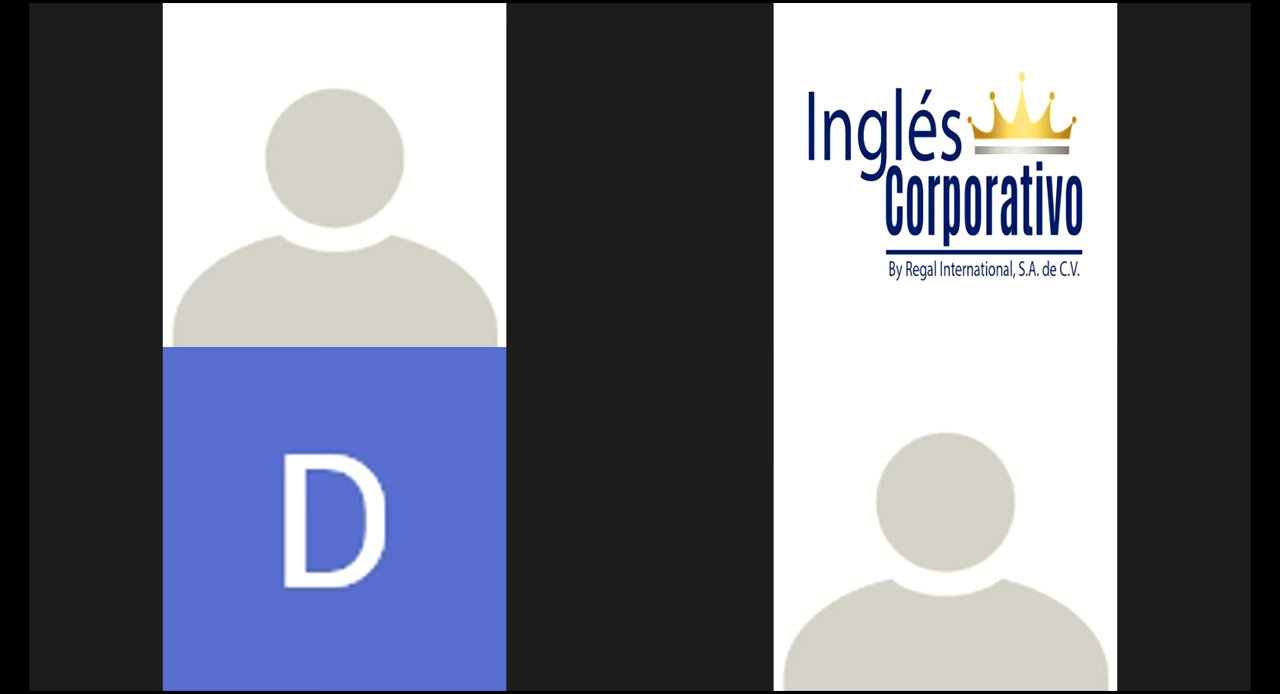 Inglés
Corporativo
By Regal International, S.A. de C.V.
D